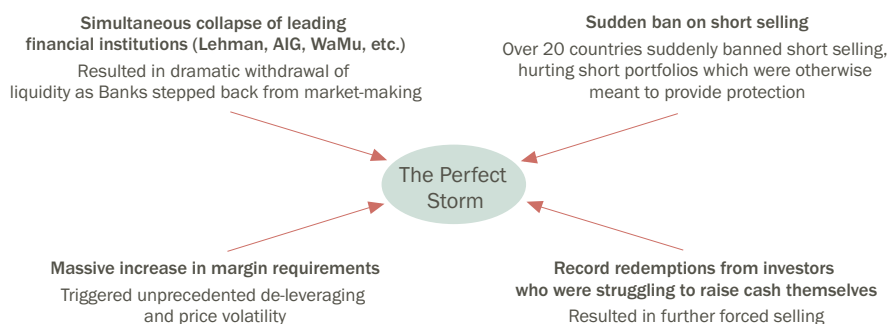 Simultaneous collapse of leading
financial institutions (Lehman, AIG, WaMu, etc.)
Resulted in dramatic withdrawal of
liquidity as Banks stepped back from market-making
Sudden ban on short selling
Over 20 countries suddenly banned short selling,
hurting short portfolios which were otherwise
meant to provide protection
The Perfect
Storm
Massive increase in margin requirements
Triggered unprecedented de-leveraging
and price volatility
Record redemptions from investors
who were struggling to raise cash themselves
Resulted in further forced selling